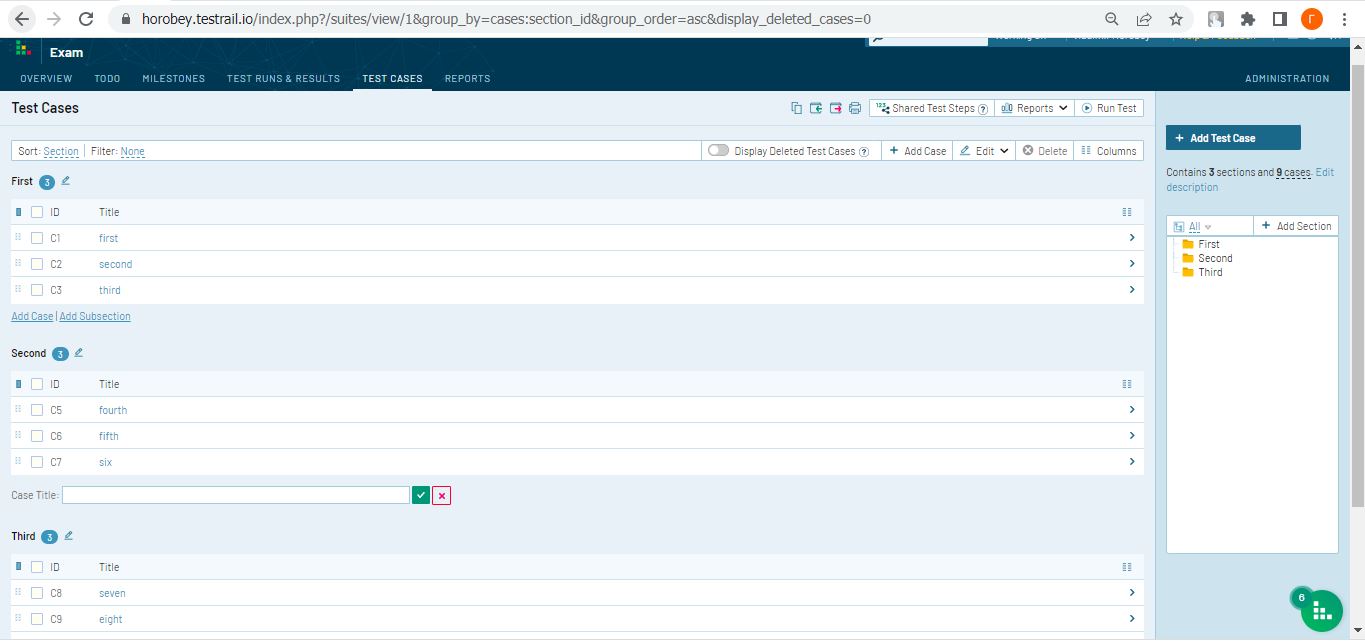 horobey.testrail.io/index.php?/suites/view/1&group_by=cases:section_id&group_order=asc&display_deleted_cases=0
Г
Exam
OVERVIEW TODO MILESTONES TEST RUNS & RESULTS TEST CASES REPORTS ADMINISTRATION
Test Cases
Shared Test Steps ? Reports Run Test
+ Add Test Case
Sort: Section | Filter: None
Display Deleted Test Cases ? + Add Case Edit Delete Columns
Contains 3 sections and 9 cases. Edit
description
First 3
ID Title
C1 first
C2 second
C3 third
Add Case | Add Subsection
All + Add Section
First
Second
Third
Second 3
ID Title
C5 fourth
C6 fifth
C7 six
Case Title:
Third 3
ID Title
C8 seven
C9 eight
6